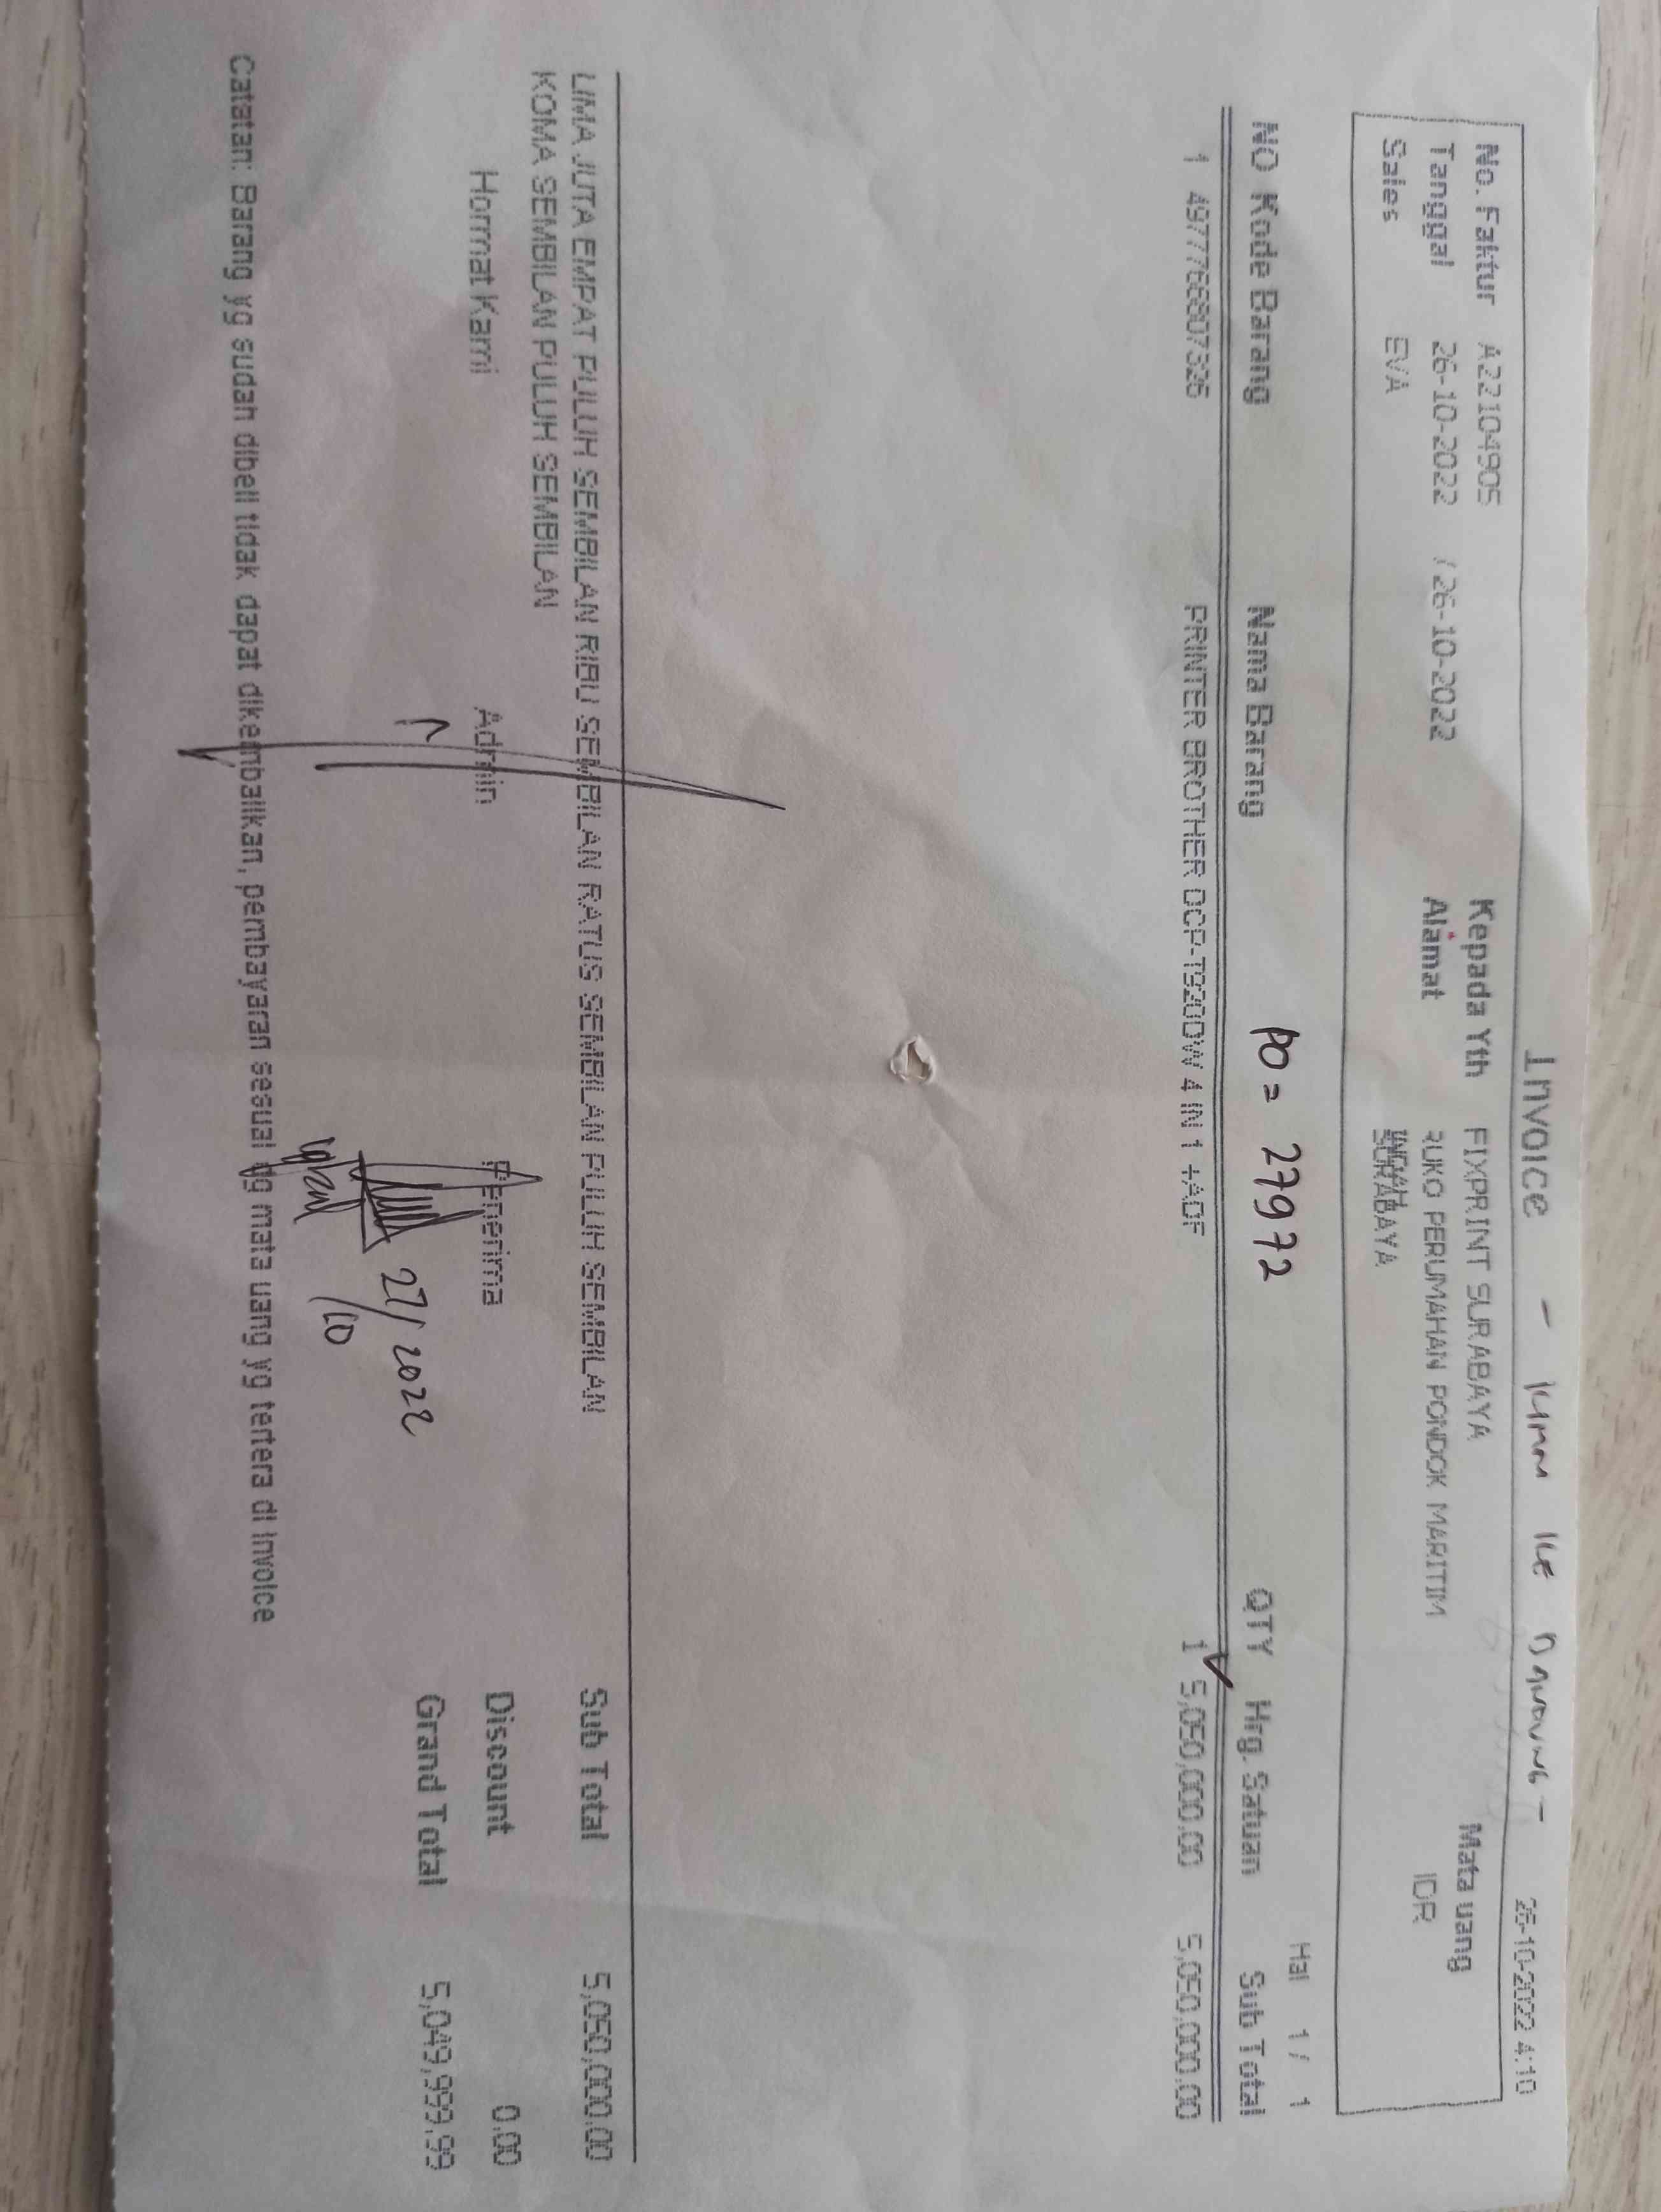 Invoice - KIRIM KE BANDUNG - 26-10-2022 4:10
No. Faktur A22104905 Kepada Yth FIXPRINT SURABAYA Mata uang
Tanggal 26-10-2022 / 26-10-2022 Alamat RUKO PERUMAHAN PONDOK MARITIM IDR
Sales EVA SURABAYA
Hal 1 / 1
NO Kode Barang Nama Barang PO = 27972 QTY Hrg. Satuan Sub Total
1 4977766807326 PRINTER BROTHER DCP-T920DW 4 IN 1 +ADF 1 5,050,000.00 5,050,000.00
LIMA JUTA EMPAT PULUH SEMBILAN RIBU SEMBILAN RATUS SEMBILAN PULUH SEMBILAN Sub Total 5,050,000.00
KOMA SEMBILAN PULUH SEMBILAN
Hormat Kami Admin Penerima Discount 0.00
27/ 2022 Grand Total 5,049,999.99
/10
Catatan: Barang yg sudah dibeli tidak dapat dikembalikan, pembayaran sesuai dg mata uang yg tertera di Invoice